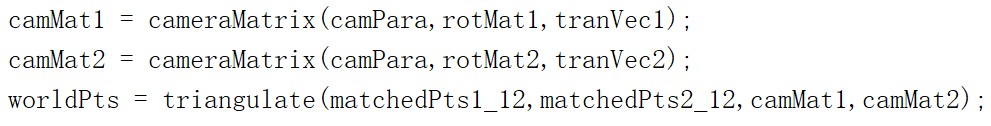 camMat1 = cameraMatrix(camPara,rotMat1,tranVec1);
camMat2 = cameraMatrix(camPara,rotMat2,tranVec2);
worldPts = triangulate(matchedPts1_12,matchedPts2_12,camMat1,camMat2);